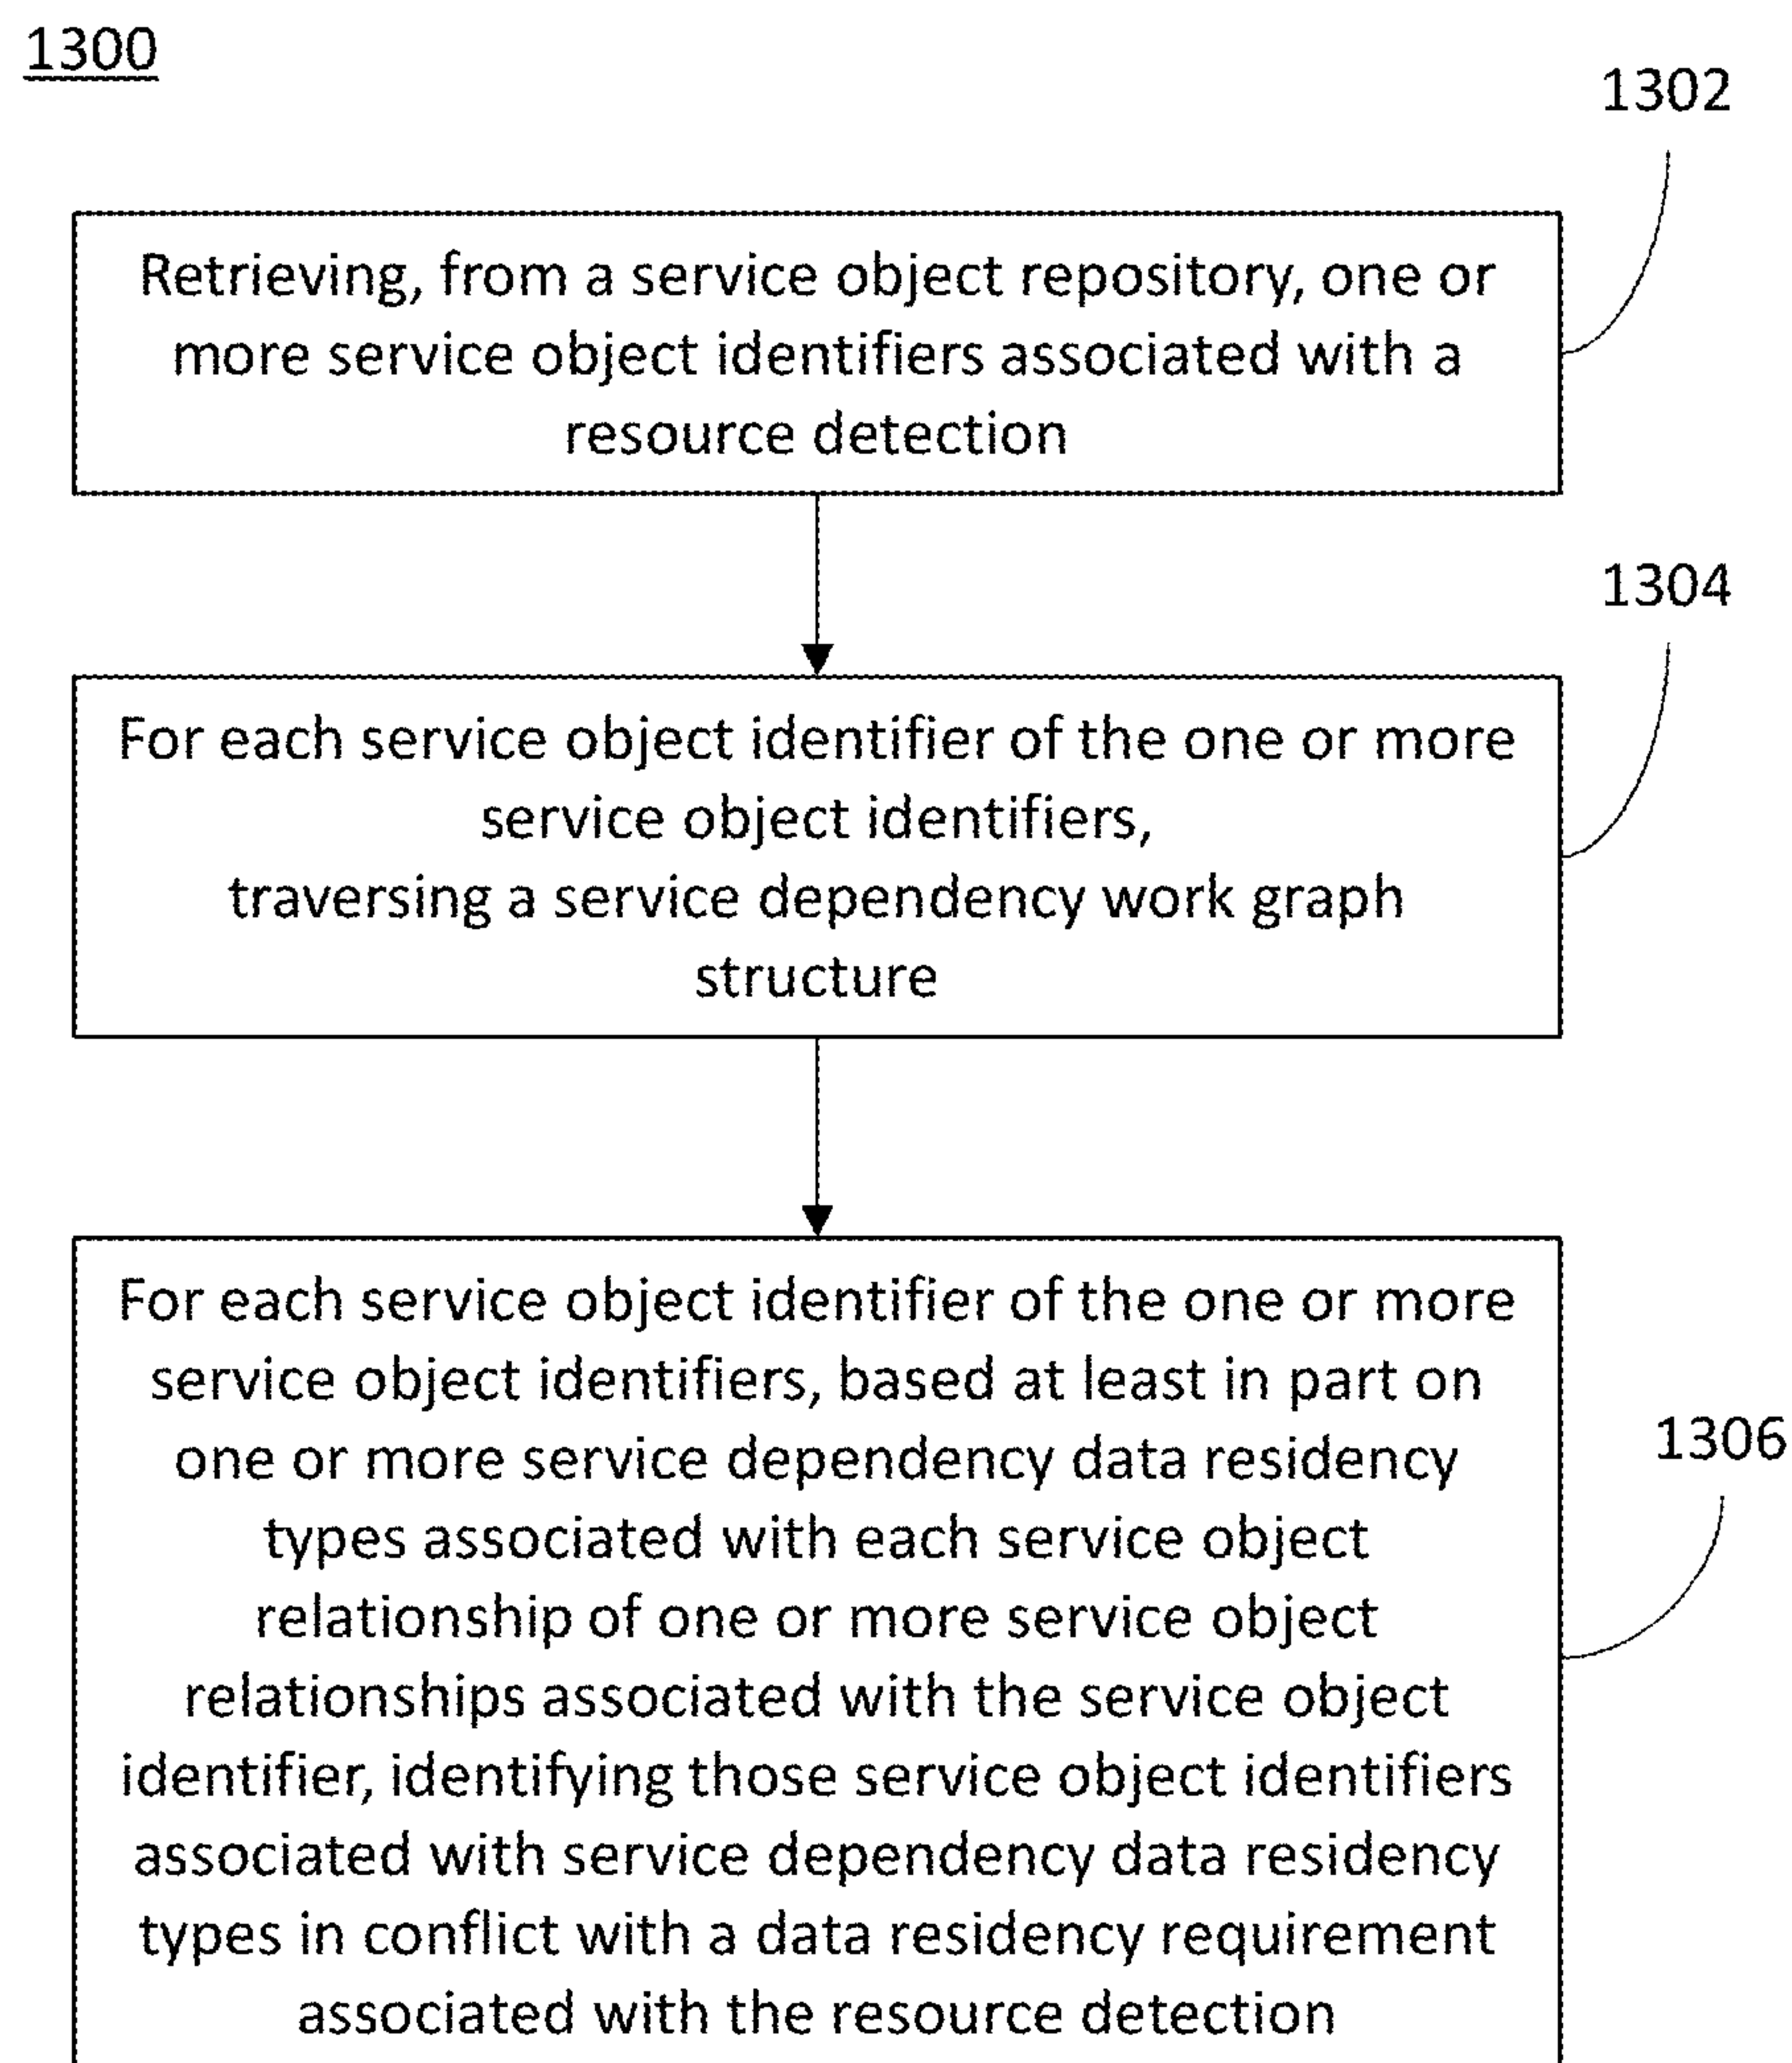 1300
1302
Retrieving, from a service object repository, one or
more service object identifiers associated with a
resource detection
1304
For each service object identifier of the one or more
service object identifiers,
traversing a service dependency work graph
structure
For each service object identifier of the one or more
service object identifiers, based at least in part on
one or more service dependency data residency
types associated with each service object
relationship of one or more service object
relationships associated with the service object
identifier, identifying those service object identifiers
associated with service dependency data residency
types in conflict with a data residency requirement
associated with the resource detection
1306